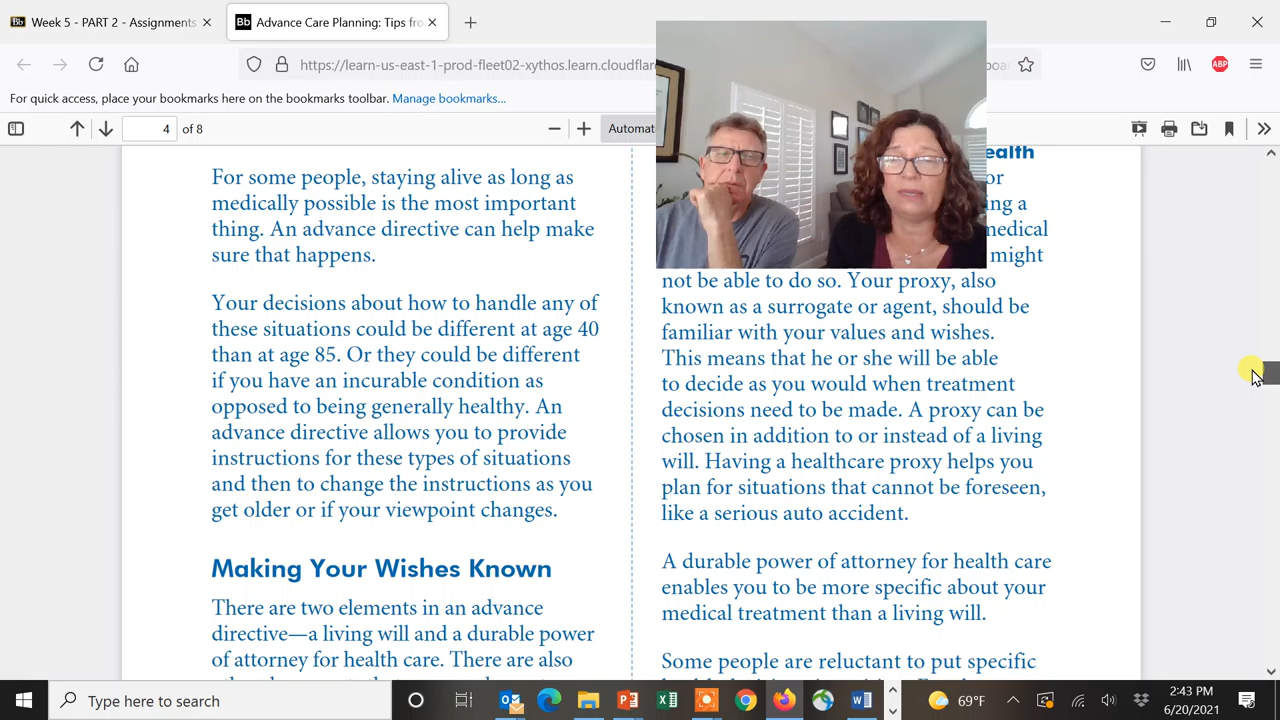 Week 5 - PART 2 - Assignments
Bb Advance Care Planning: Tips fro
https://learn-us-east-1-prod-fleet02-xythos.learn.cloudflare
ABP
For quick access, place your bookmarks here on the bookmarks toolbar. Manage bookmarks...
4 of 8
Automat
For some people, staying alive as long as
medically possible is the most important
thing. An advance directive can help make
sure that happens.
Your decisions about how to handle any of
these situations could be different at age 40
than at age 85. Or they could be different
if you have an incurable condition as
opposed to being generally healthy. An
advance directive allows you to provide
instructions for these types of situations
and then to change the instructions as you
get older or if your viewpoint changes.
Making Your Wishes Known
There are two elements in an advance
directive—a living will and a durable power
of attorney for health care. There are also
ealth
or
ng a
medical
might
not be able to do so. Your proxy, also
known as a surrogate or agent, should be
familiar with your values and wishes.
This means that he or she will be able
to decide as you would when treatment
decisions need to be made. A proxy can be
chosen in addition to or instead of a living
will. Having a healthcare proxy helps you
plan for situations that cannot be foreseen,
like a serious auto accident.
A durable power of attorney for health care
enables you to be more specific about your
medical treatment than a living will.
Some people are reluctant to put specific
Type here to search
69°F
2:43 PM
6/20/2021